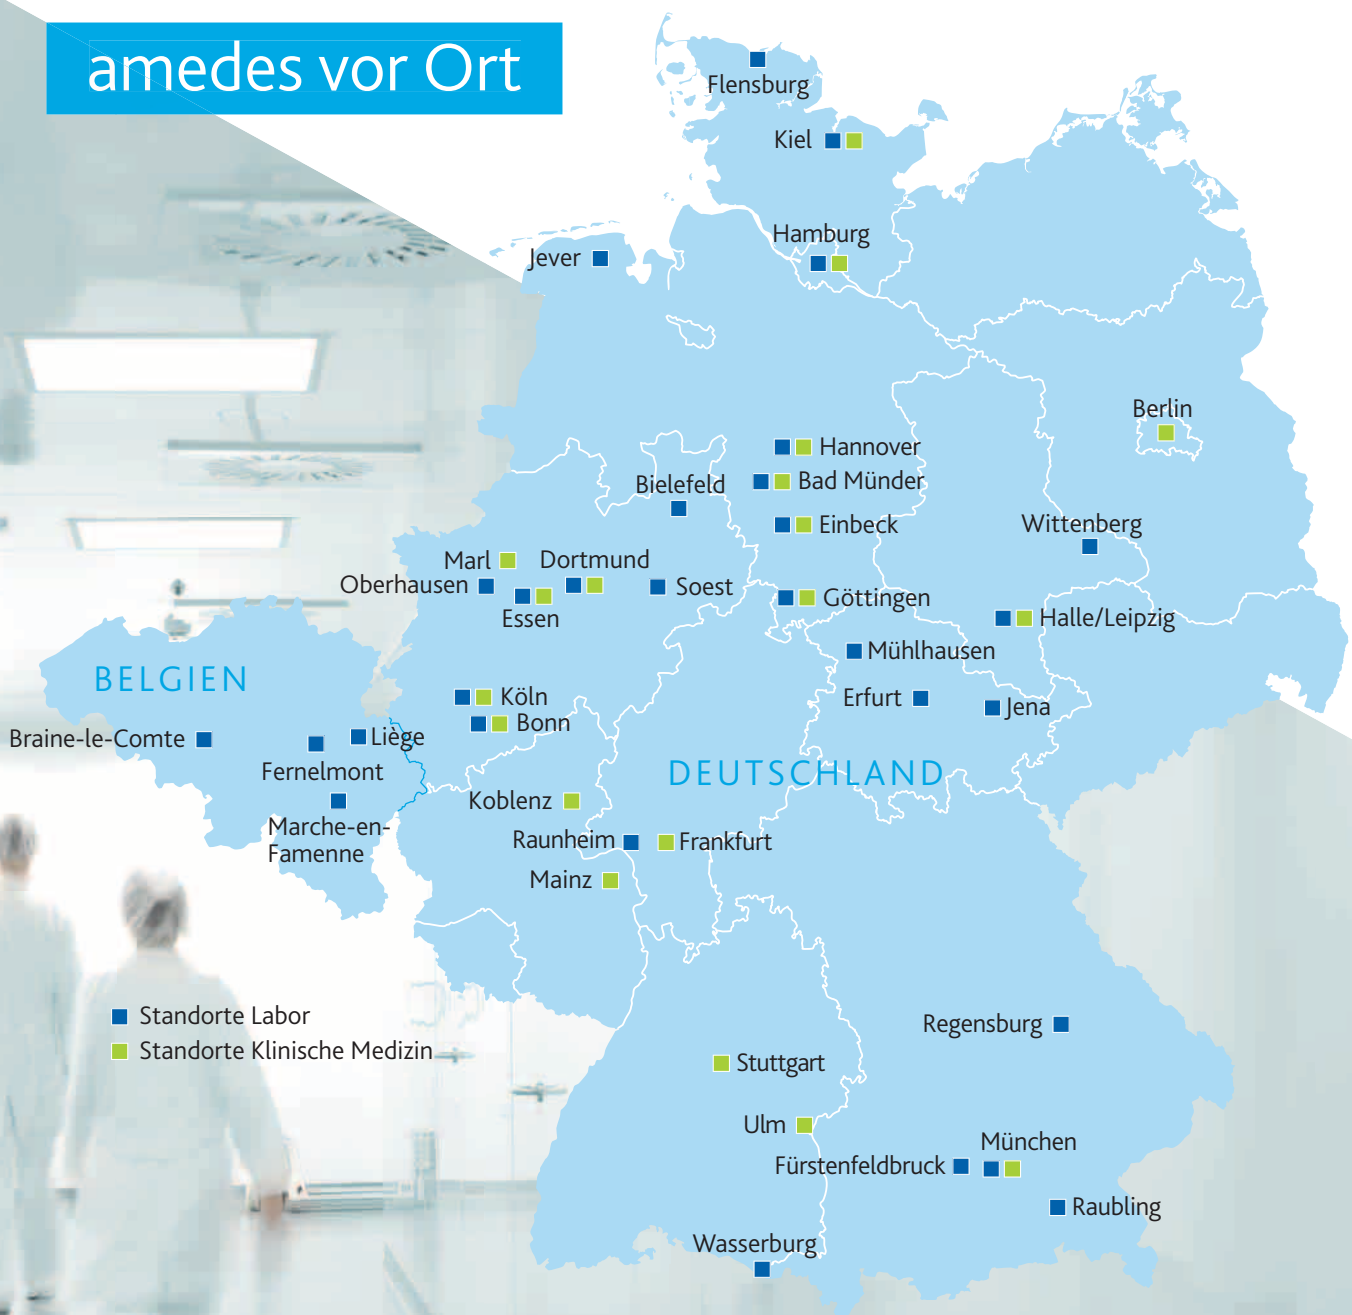 amedes vor Ort
Flensburg
Kiel
Hamburg
Jever
Berlin
Hannover
Bad Münder
Bielefeld
Einbeck
Wittenberg
Marl
Dortmund
Oberhausen
Soest
Essen
Göttingen
Halle/Leipzig
Mühlhausen
BELGIEN
Köln
Erfurt
Jena
Bonn
Braine-le-Comte
Liège
Fernelmont
DEUTSCHLAND
Koblenz
Marche-en-
Famenne
Raunheim
Frankfurt
Mainz
Standorte Labor
Standorte Klinische Medizin
Regensburg
Stuttgart
Ulm
München
Fürstenfeldbruck
Raubling
Wasserburg